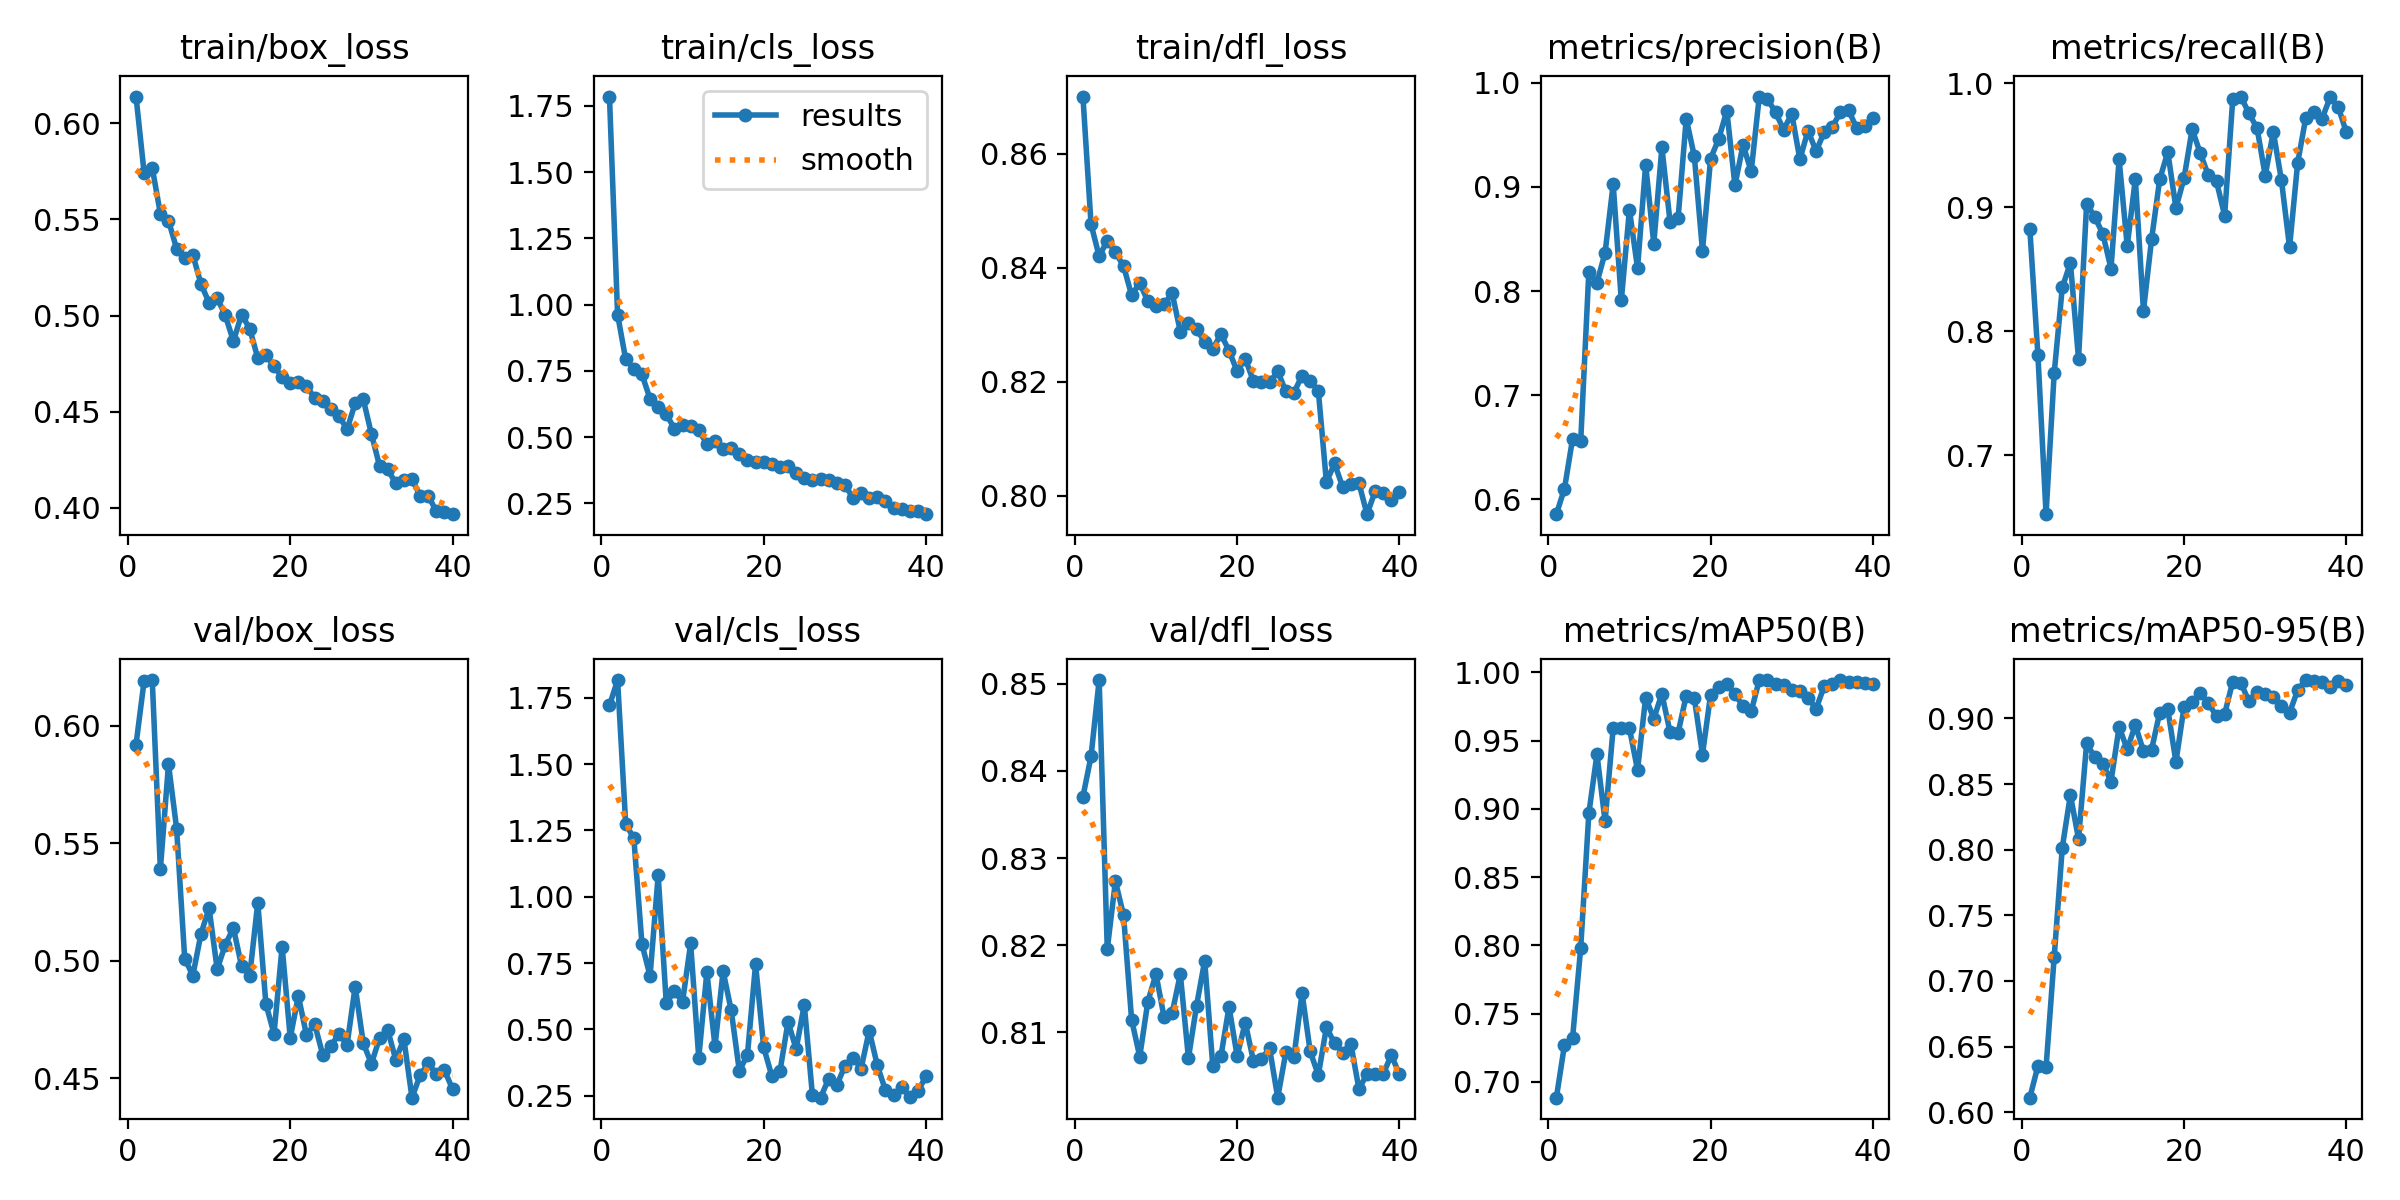 train/box_loss
0.60
0.55
0.50
0.45
0.40
0 20 40
train/cls_loss
results
smooth
1.75
1.50
1.25
1.00
0.75
0.50
0.25
0 20 40
train/dfl_loss
0.86
0.84
0.82
0.80
0 20 40
metrics/precision(B)
1.0
0.9
0.8
0.7
0.6
0 20 40
metrics/recall(B)
1.0
0.9
0.8
0.7
0 20 40
val/box_loss
0.60
0.55
0.50
0.45
0 20 40
val/cls_loss
1.75
1.50
1.25
1.00
0.75
0.50
0.25
0 20 40
val/dfl_loss
0.85
0.84
0.83
0.82
0.81
0 20 40
metrics/mAP50(B)
1.00
0.95
0.90
0.85
0.80
0.75
0.70
0 20 40
metrics/mAP50-95(B)
0.90
0.85
0.80
0.75
0.70
0.65
0.60
0 20 40